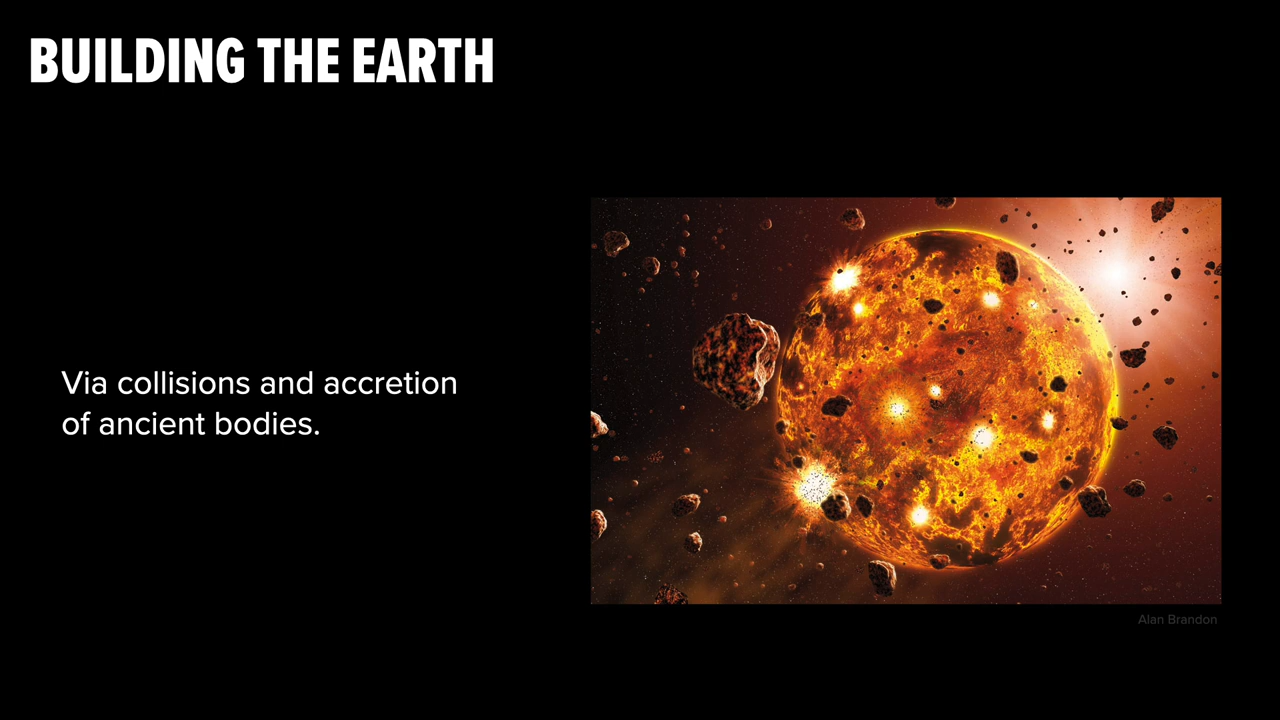 BUILDING THE EARTH
Via collisions and accretion
of ancient bodies.
Alan Brandon